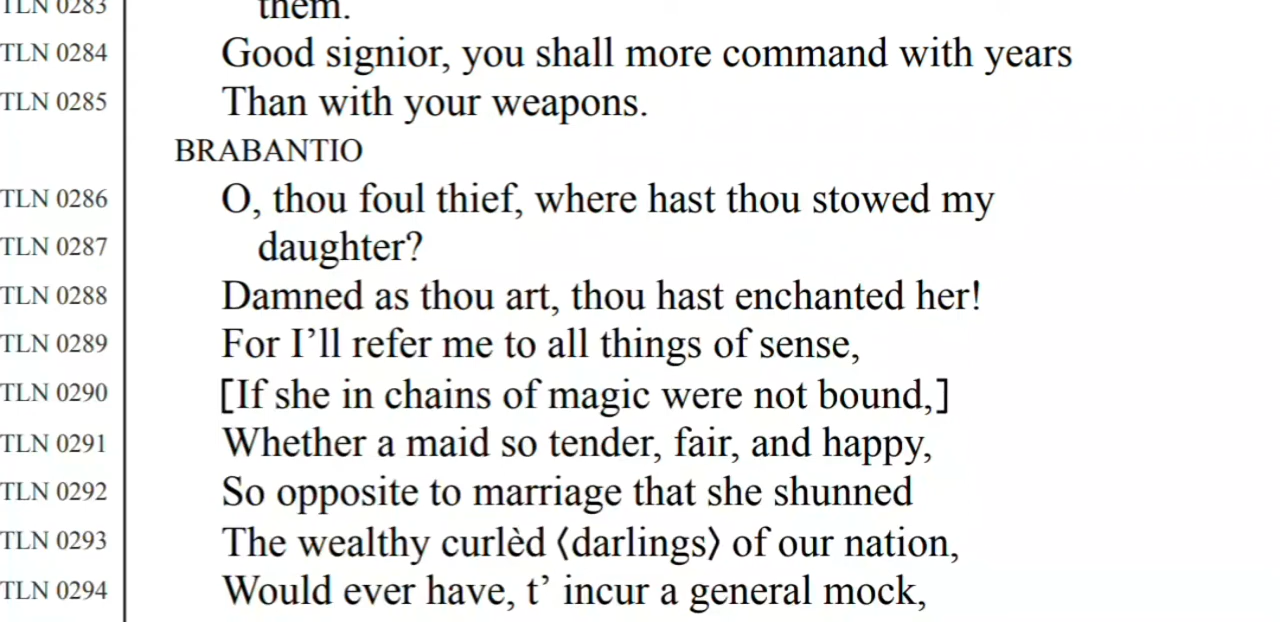 TLN 0283 them.
TLN 0284 Good signior, you shall more command with years
TLN 0285 Than with your weapons.
BRABANTIO
TLN 0286 O, thou foul thief, where hast thou stowed my
TLN 0287 daughter?
TLN 0288 Damned as thou art, thou hast enchanted her!
TLN 0289 For I’ll refer me to all things of sense,
TLN 0290 [If she in chains of magic were not bound,]
TLN 0291 Whether a maid so tender, fair, and happy,
TLN 0292 So opposite to marriage that she shunned
TLN 0293 The wealthy curlèd ⟨darlings⟩ of our nation,
TLN 0294 Would ever have, t’ incur a general mock,